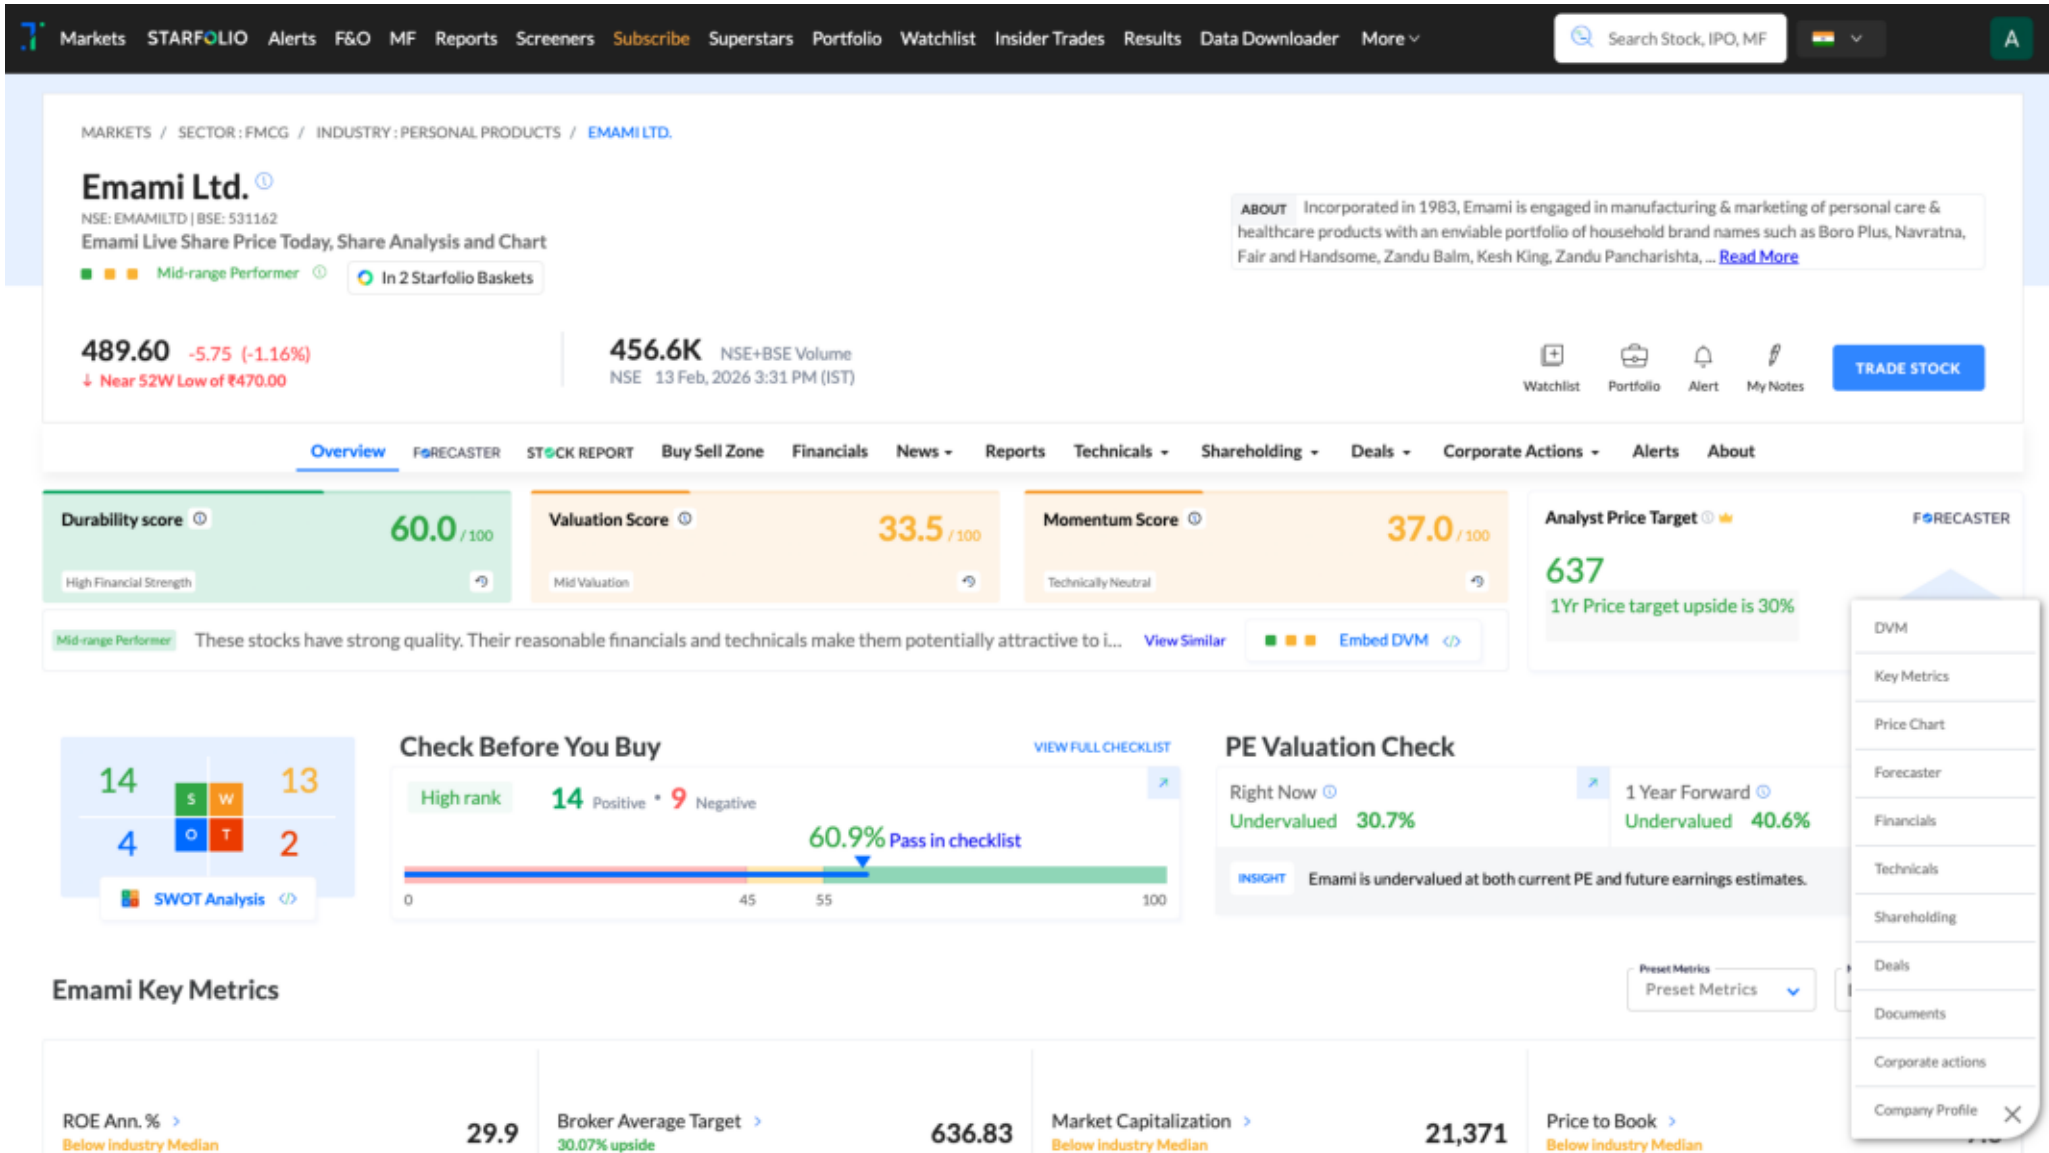 Markets STARFOLIO Alerts F&O MF Reports Screeners Subscribe Superstars Portfolio Watchlist Insider Trades Results Data Downloader More Search Stock, IPO, MF A
MARKETS / SECTOR : FMCG / INDUSTRY : PERSONAL PRODUCTS / EMAMI LTD.
Emami Ltd.
NSE: EMAMILTD | BSE: 531162
Emami Live Share Price Today, Share Analysis and Chart
Mid-range Performer In 2 Starfolio Baskets
ABOUT Incorporated in 1983, Emami is engaged in manufacturing & marketing of personal care &
healthcare products with an enviable portfolio of household brand names such as Boro Plus, Navratna,
Fair and Handsome, Zandu Balm, Kesh King, Zandu Pancharishta, ... Read More
489.60 -5.75 (-1.16%)
↓ Near 52W Low of ₹470.00
456.6K NSE+BSE Volume
NSE 13 Feb, 2026 3:31 PM (IST)
Watchlist Portfolio Alert My Notes TRADE STOCK
Overview FORECASTER STOCK REPORT Buy Sell Zone Financials News Reports Technicals Shareholding Deals Corporate Actions Alerts About
Durability score 60.0 / 100
High Financial Strength
Valuation Score 33.5 / 100
Mid Valuation
Momentum Score 37.0 / 100
Technically Neutral
Analyst Price Target FORECASTER
637
1Yr Price target upside is 30%
Mid-range Performer These stocks have strong quality. Their reasonable financials and technicals make them potentially attractive to i... View Similar Embed DVM </>
14 13
S W
O T
4 2
SWOT Analysis </>
Check Before You Buy VIEW FULL CHECKLIST
High rank 14 Positive • 9 Negative
60.9% Pass in checklist
0 45 55 100
PE Valuation Check
Right Now
Undervalued 30.7%
1 Year Forward
Undervalued 40.6%
INSIGHT Emami is undervalued at both current PE and future earnings estimates.
Emami Key Metrics
Preset Metrics
Preset Metrics
ROE Ann. % > 29.9
Below industry Median
Broker Average Target > 636.83
30.07% upside
Market Capitalization > 21,371
Below industry Median
Price to Book >
Below industry Median
DVM
Key Metrics
Price Chart
Forecaster
Financials
Technicals
Shareholding
Deals
Documents
Corporate actions
Company Profile